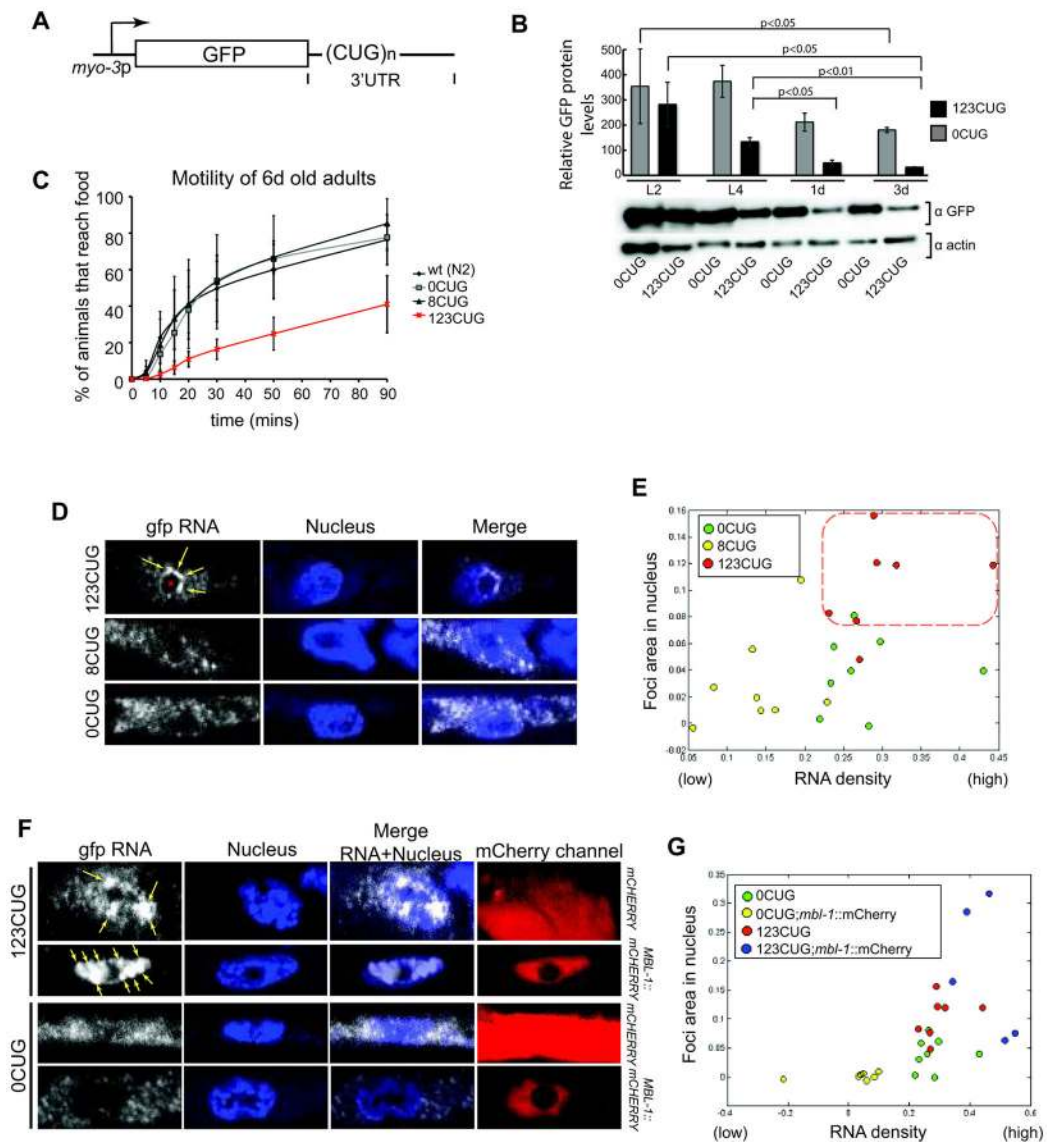 A
myo-3p
GFP
(CUG)n
3'UTR
B
p<0.05
p<0.05
p<0.01
p<0.05
Relative GFP protein levels
500
400
300
200
100
0
123CUG
0CUG
L2
L4
1d
3d
α GFP
α actin
0CUG
123CUG
0CUG
123CUG
0CUG
123CUG
0CUG
123CUG
C
Motility of 6d old adults
% of animals that reach food
100
80
60
40
20
0
0 10 20 30 40 50 60 70 80 90
time (mins)
wt (N2)
0CUG
8CUG
123CUG
D
gfp RNA
Nucleus
Merge
123CUG
8CUG
0CUG
E
0CUG
8CUG
123CUG
Foci area in nucleus
0.16
0.14
0.12
0.1
0.08
0.06
0.04
0.02
0
-0.02
0.05 0.1 0.15 0.2 0.25 0.3 0.35 0.4 0.45
(low)
RNA density
(high)
F
gfp RNA
Nucleus
Merge
RNA+Nucleus
mCherry channel
123CUG
0CUG
mCHERRY
MBL-1::
mCHERRY
mCHERRY
MBL-1::
mCHERRY
G
0CUG
0CUG;mbl-1::mCherry
123CUG
123CUG;mbl-1::mCherry
Foci area in nucleus
0.35
0.3
0.25
0.2
0.15
0.1
0.05
0
-0.05
-0.4 -0.2 0 0.2 0.4 0.6
(low)
RNA density
(high)